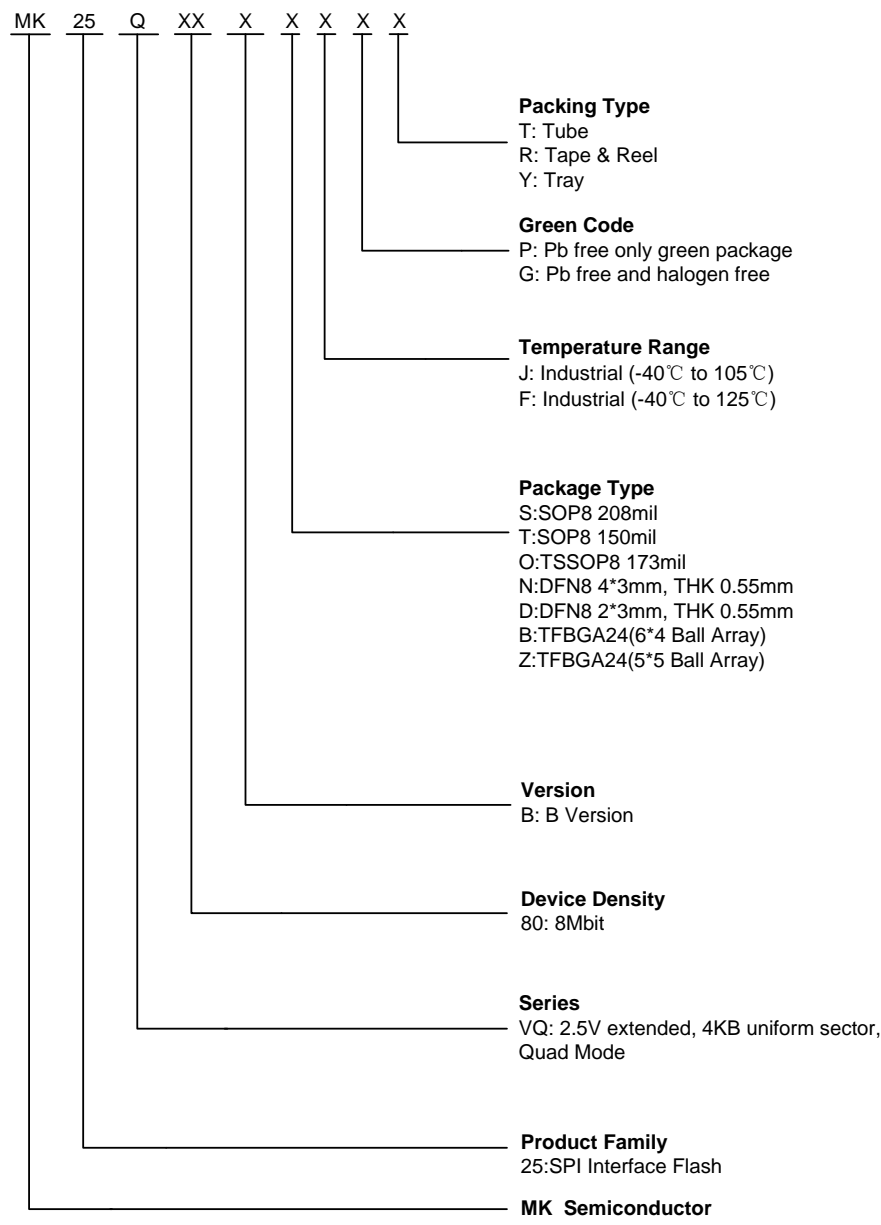 MK 25 Q XX X X X X X
Packing Type
T: Tube
R: Tape & Reel
Y: Tray
Green Code
P: Pb free only green package
G: Pb free and halogen free
Temperature Range
J: Industrial (-40℃ to 105℃)
F: Industrial (-40℃ to 125℃)
Package Type
S:SOP8 208mil
T:SOP8 150mil
O:TSSOP8 173mil
N:DFN8 4*3mm, THK 0.55mm
D:DFN8 2*3mm, THK 0.55mm
B:TFBGA24(6*4 Ball Array)
Z:TFBGA24(5*5 Ball Array)
Version
B: B Version
Device Density
80: 8Mbit
Series
VQ: 2.5V extended, 4KB uniform sector,
Quad Mode
Product Family
25:SPI Interface Flash
MK Semiconductor